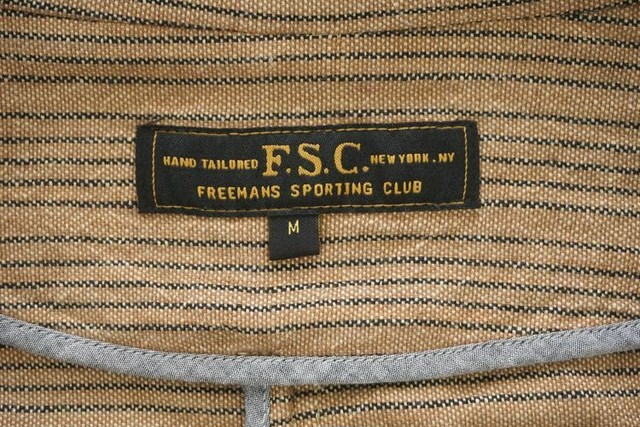 HAND TAILORED F.S.C. NEW YORK. NY
FREEMANS SPORTING CLUB
M